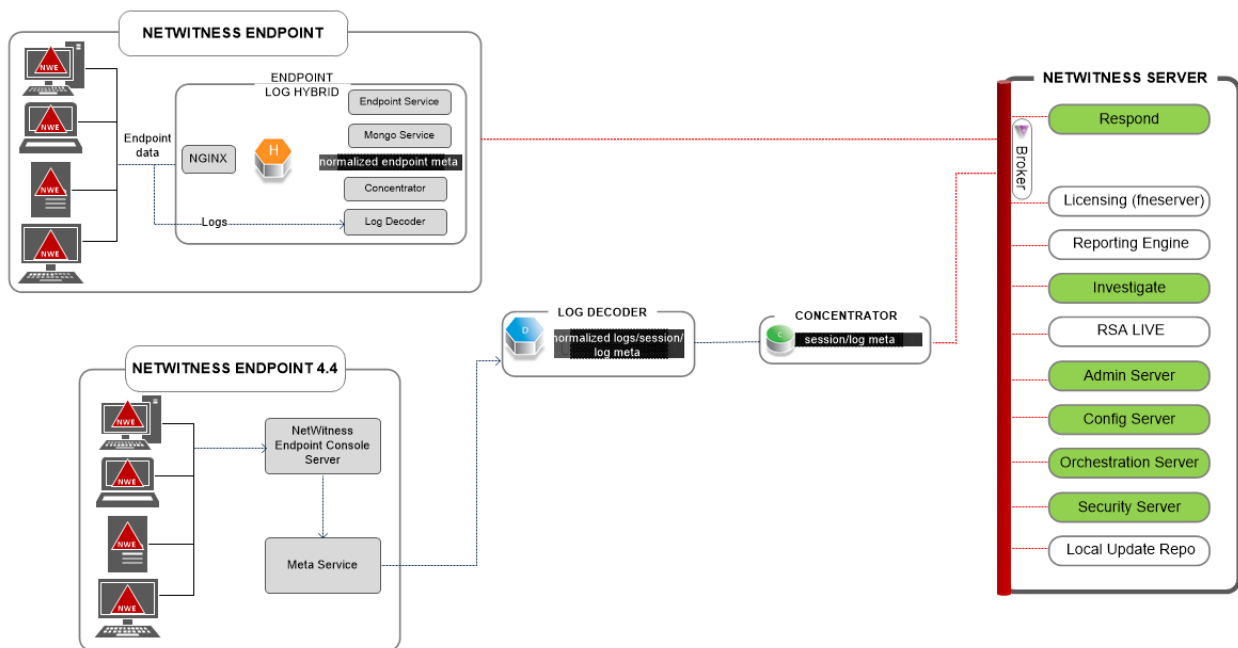 NETWITNESS ENDPOINT
NWE
NWE
NWE
NWE
Endpoint
data
ENDPOINT
LOG HYBRID
NGINX
H
Endpoint Service
Mongo Service
normalized endpoint meta
Concentrator
Logs
Log Decoder
NETWITNESS ENDPOINT 4.4
NWE
NWE
NWE
NWE
NetWitness
Endpoint Console
Server
Meta Service
LOG DECODER
D
normalized logs/session/
log meta
CONCENTRATOR
C
session/log meta
NETWITNESS SERVER
Broker
Respond
Licensing (fneserver)
Reporting Engine
Investigate
RSA LIVE
Admin Server
Config Server
Orchestration Server
Security Server
Local Update Repo